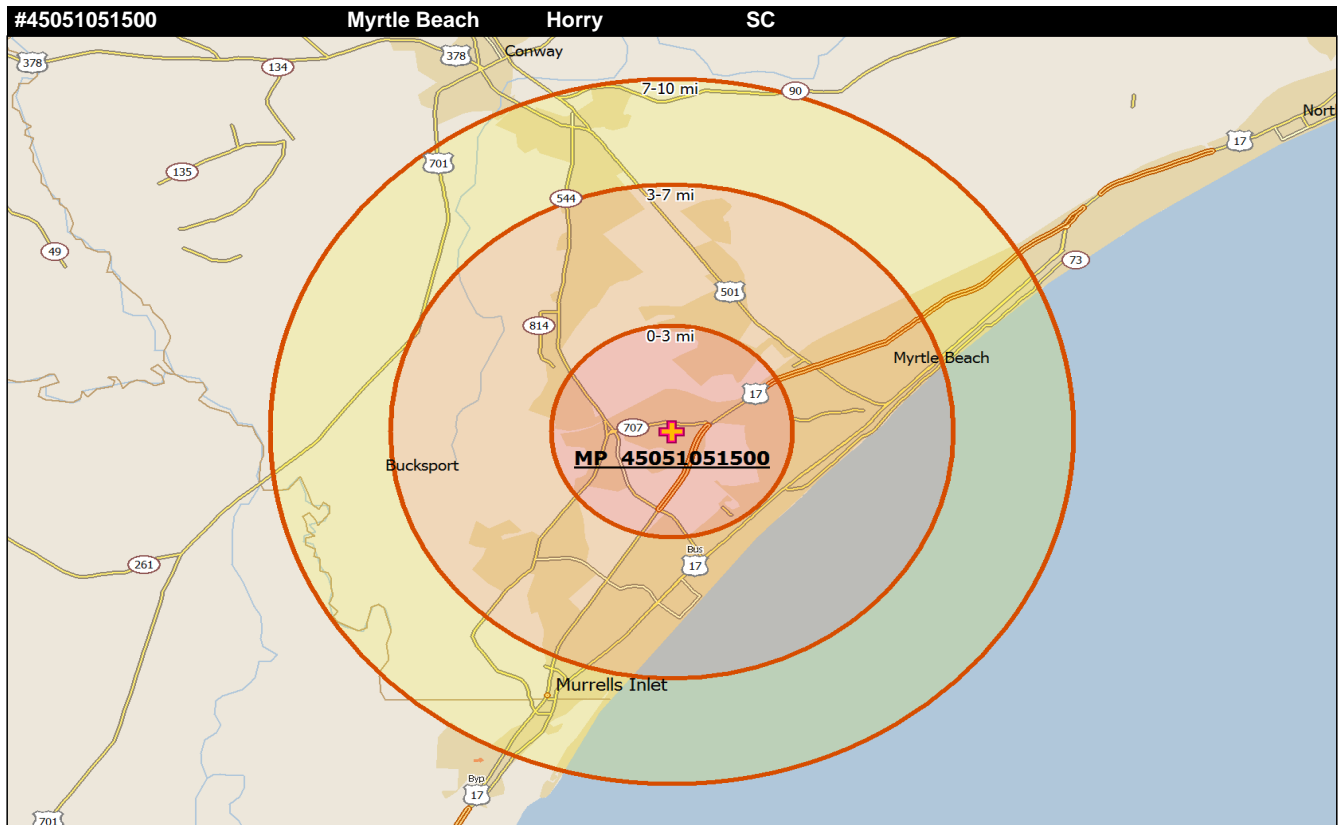 #45051051500 Myrtle Beach Horry SC
378
134
378
Conway
7-10 mi
90
Nort
17
701
135
544
3-7 mi
49
73
501
814
0-3 mi
Myrtle Beach
17
707
MP 45051051500
Bucksport
Bus
17
261
Murrells Inlet
Byp
17
701